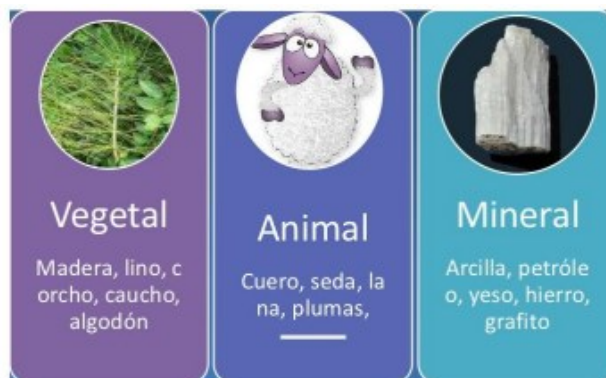 Vegetal
Madera, lino, c
orcho, caucho,
algodón
Animal
Cuero, seda, la
na, plumas,
Mineral
Arcilla, petróle
o, yeso, hierro,
grafito